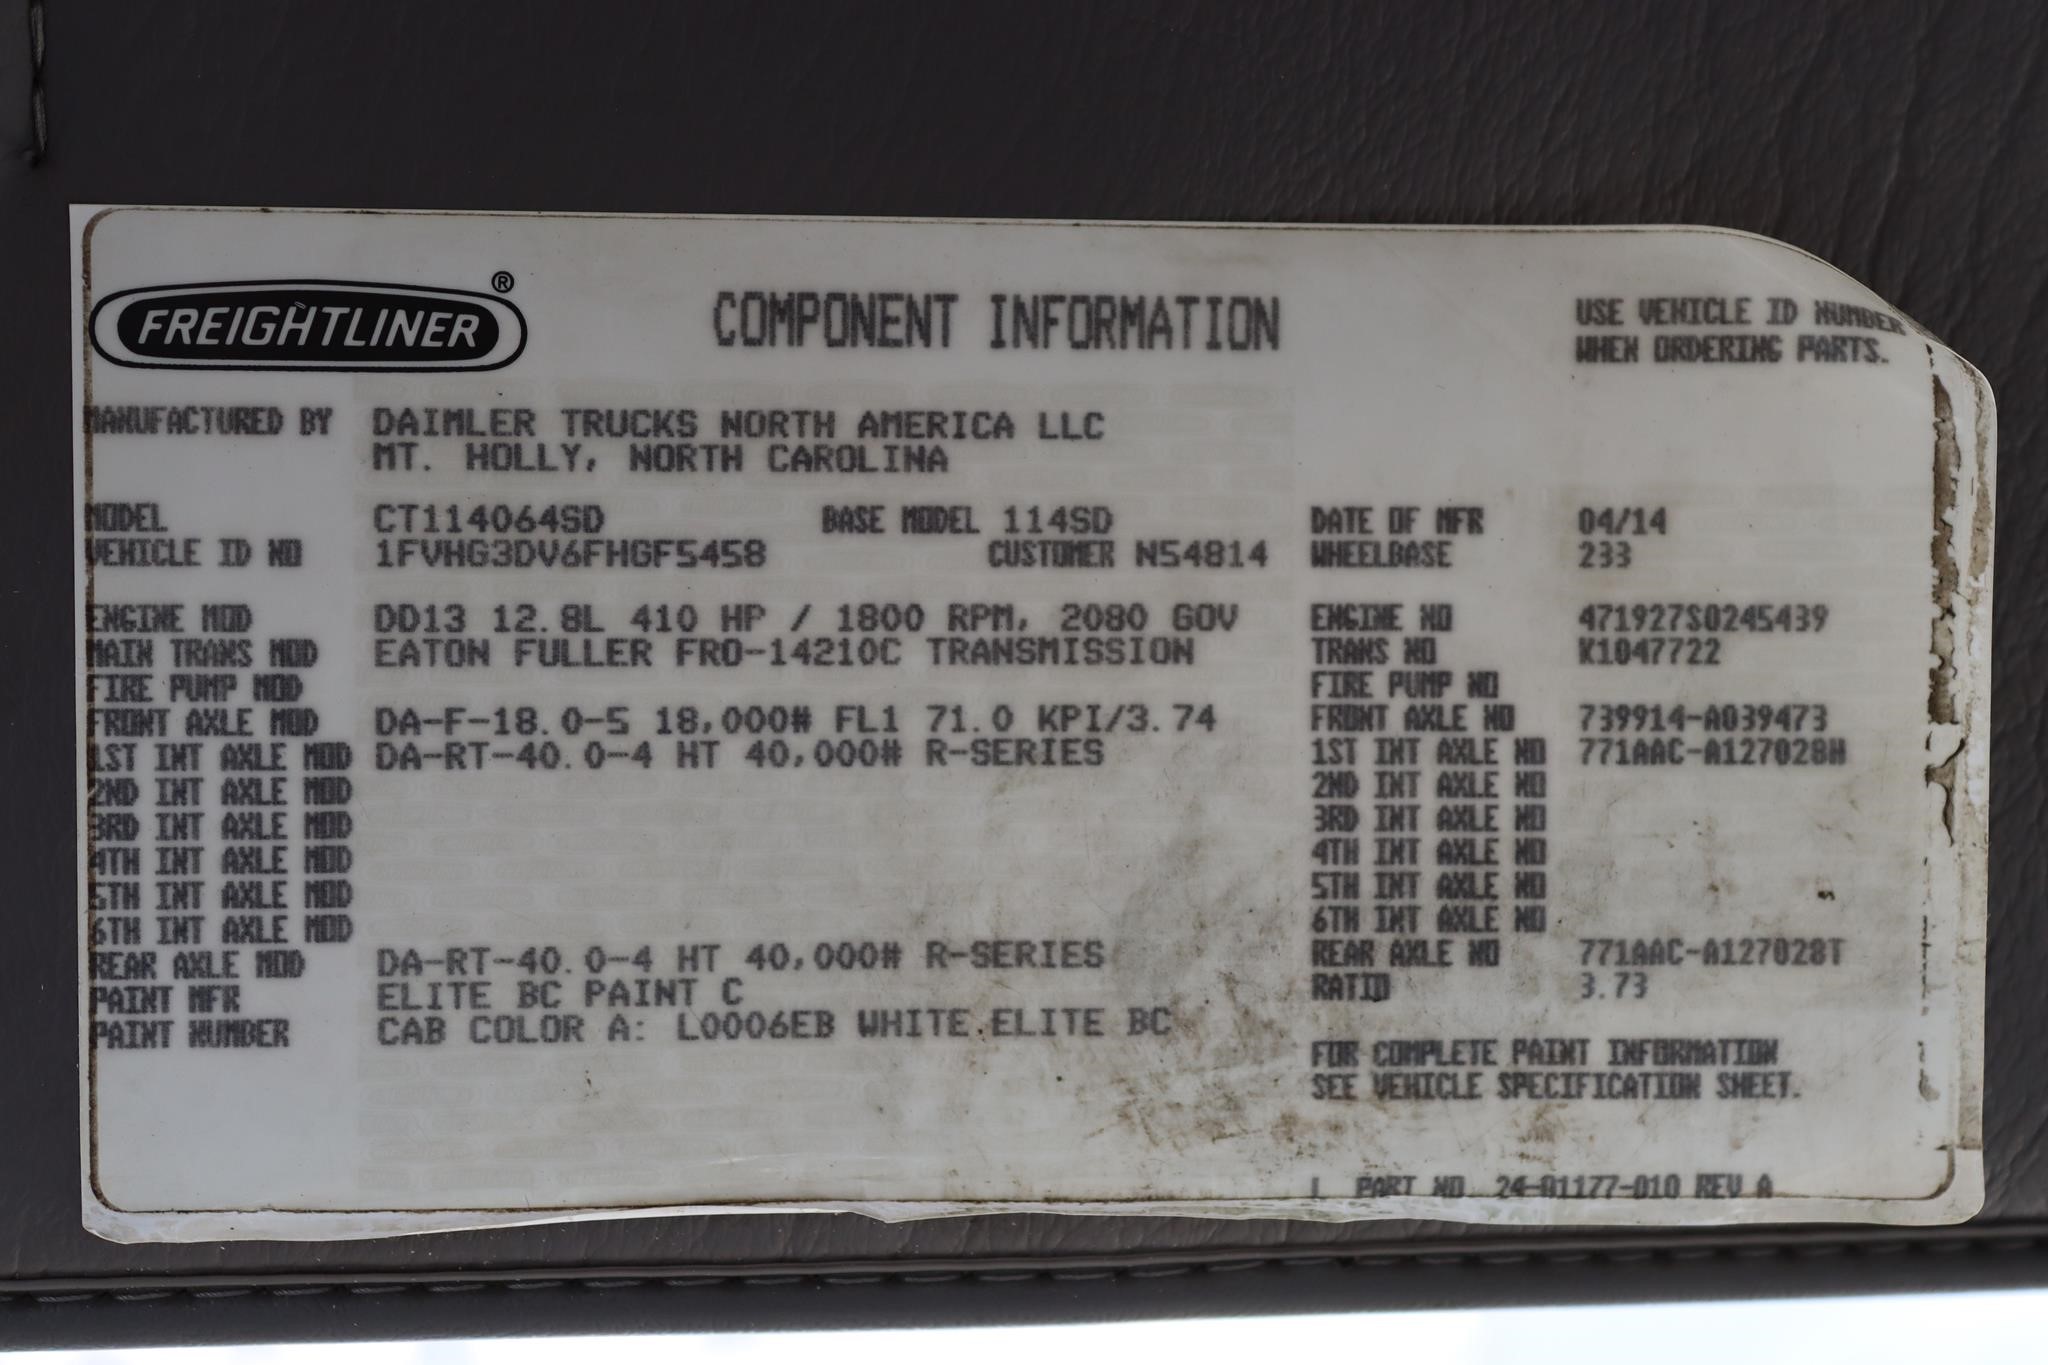 FREIGHTLINER ®
COMPONENT INFORMATION
USE VEHICLE ID NUMBER
WHEN ORDERING PARTS.
MANUFACTURED BY DAIMLER TRUCKS NORTH AMERICA LLC
MT. HOLLY, NORTH CAROLINA
MODEL CT114064SD BASE MODEL 114SD DATE OF MFR 04/14
VEHICLE ID NO 1FVHG3DV6FHGF5458 CUSTOMER N54814 WHEELBASE 233
ENGINE MOD DD13 12.8L 410 HP / 1800 RPM, 2080 GOV ENGINE NO 471927S0245439
MAIN TRANS MOD EATON FULLER FRO-14210C TRANSMISSION TRANS NO K1047722
FIRE PUMP MOD FIRE PUMP NO
FRONT AXLE MOD DA-F-18.0-5 18,000# FL1 71.0 KPI/3.74 FRONT AXLE NO 739914-A039473
1ST INT AXLE MOD DA-RT-40.0-4 HT 40,000# R-SERIES 1ST INT AXLE NO 771AAC-A127028H
2ND INT AXLE MOD 2ND INT AXLE NO
3RD INT AXLE MOD 3RD INT AXLE NO
4TH INT AXLE MOD 4TH INT AXLE NO
5TH INT AXLE MOD 5TH INT AXLE NO
6TH INT AXLE MOD 6TH INT AXLE NO
REAR AXLE MOD DA-RT-40.0-4 HT 40,000# R-SERIES REAR AXLE NO 771AAC-A127028T
PAINT MFR ELITE BC PAINT C RATIO 3.73
PAINT NUMBER CAB COLOR A: L0006EB WHITE ELITE BC
FOR COMPLETE PAINT INFORMATION
SEE VEHICLE SPECIFICATION SHEET.
PART NO 24-01177-010 REV A